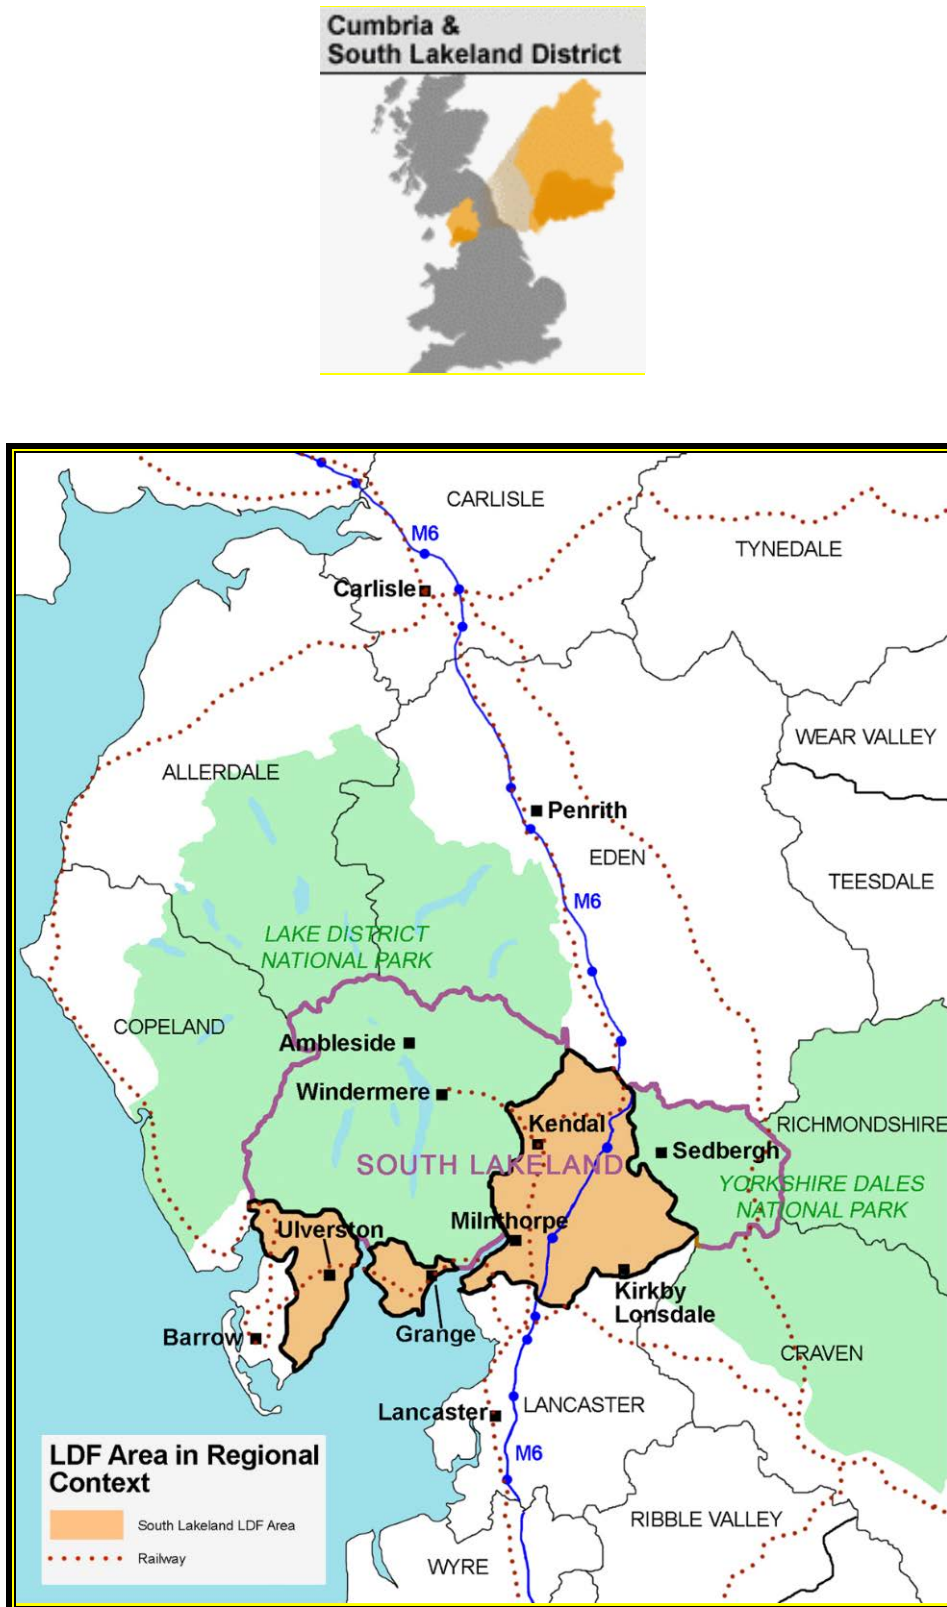 Cumbria &
South Lakeland District
CARLISLE
M6
TYNEDALE
Carlisle
WEAR VALLEY
ALLERDALE
Penrith
EDEN
TEESDALE
M6
LAKE DISTRICT
NATIONAL PARK
COPELAND
Ambleside
Windermere
Kendal
RICHMONDSHIRE
Sedbergh
SOUTH LAKELAND
YORKSHIRE DALES
NATIONAL PARK
Ulverston
Milnthorpe
Kirkby
Lonsdale
Barrow
Grange
CRAVEN
Lancaster
LANCASTER
M6
LDF Area in Regional
Context
South Lakeland LDF Area
Railway
RIBBLE VALLEY
WYRE